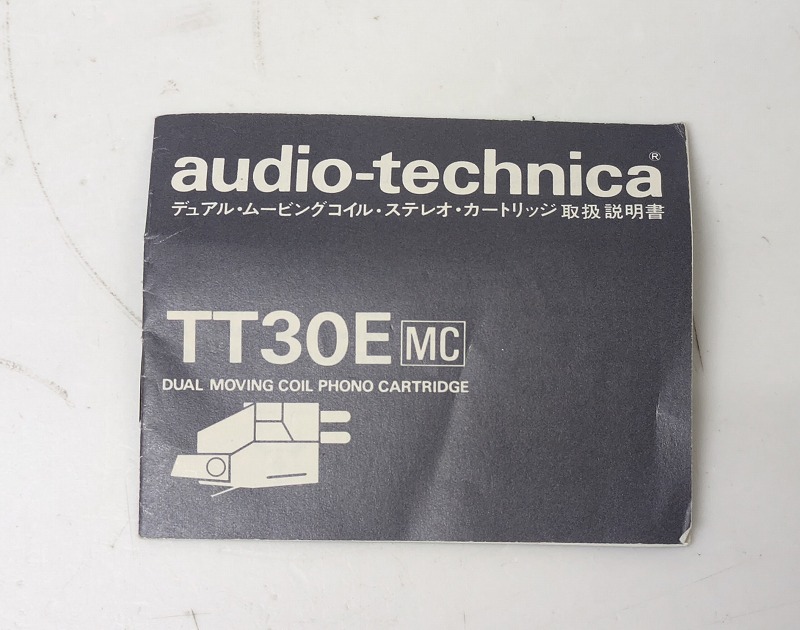 audio-technica®
デュアル・ムービングコイル・ステレオ・カートリッジ 取扱説明書
TT30E MC
DUAL MOVING COIL PHONO CARTRIDGE